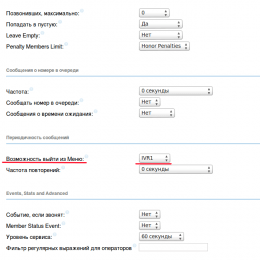 Позвонивших, максимально: 0
Попадать в пустую: Да
Leave Empty: Нет
Penalty Members Limit: Honor Penalties
Сообщения о номере в очереди
Частота: 0 секунды
Сообщать номер в очереди: Нет
Сообщения о времени ожидания: Нет
Периодичность сообщений
Возможность выйти из Меню: IVR1
Частота повторений: 0 секунды
Events, Stats and Advanced
Событие, если звонят: Нет
Member Status Event: Нет
Уровень сервиса: 60 секунды
Фильтр регулярных выражений для операторов